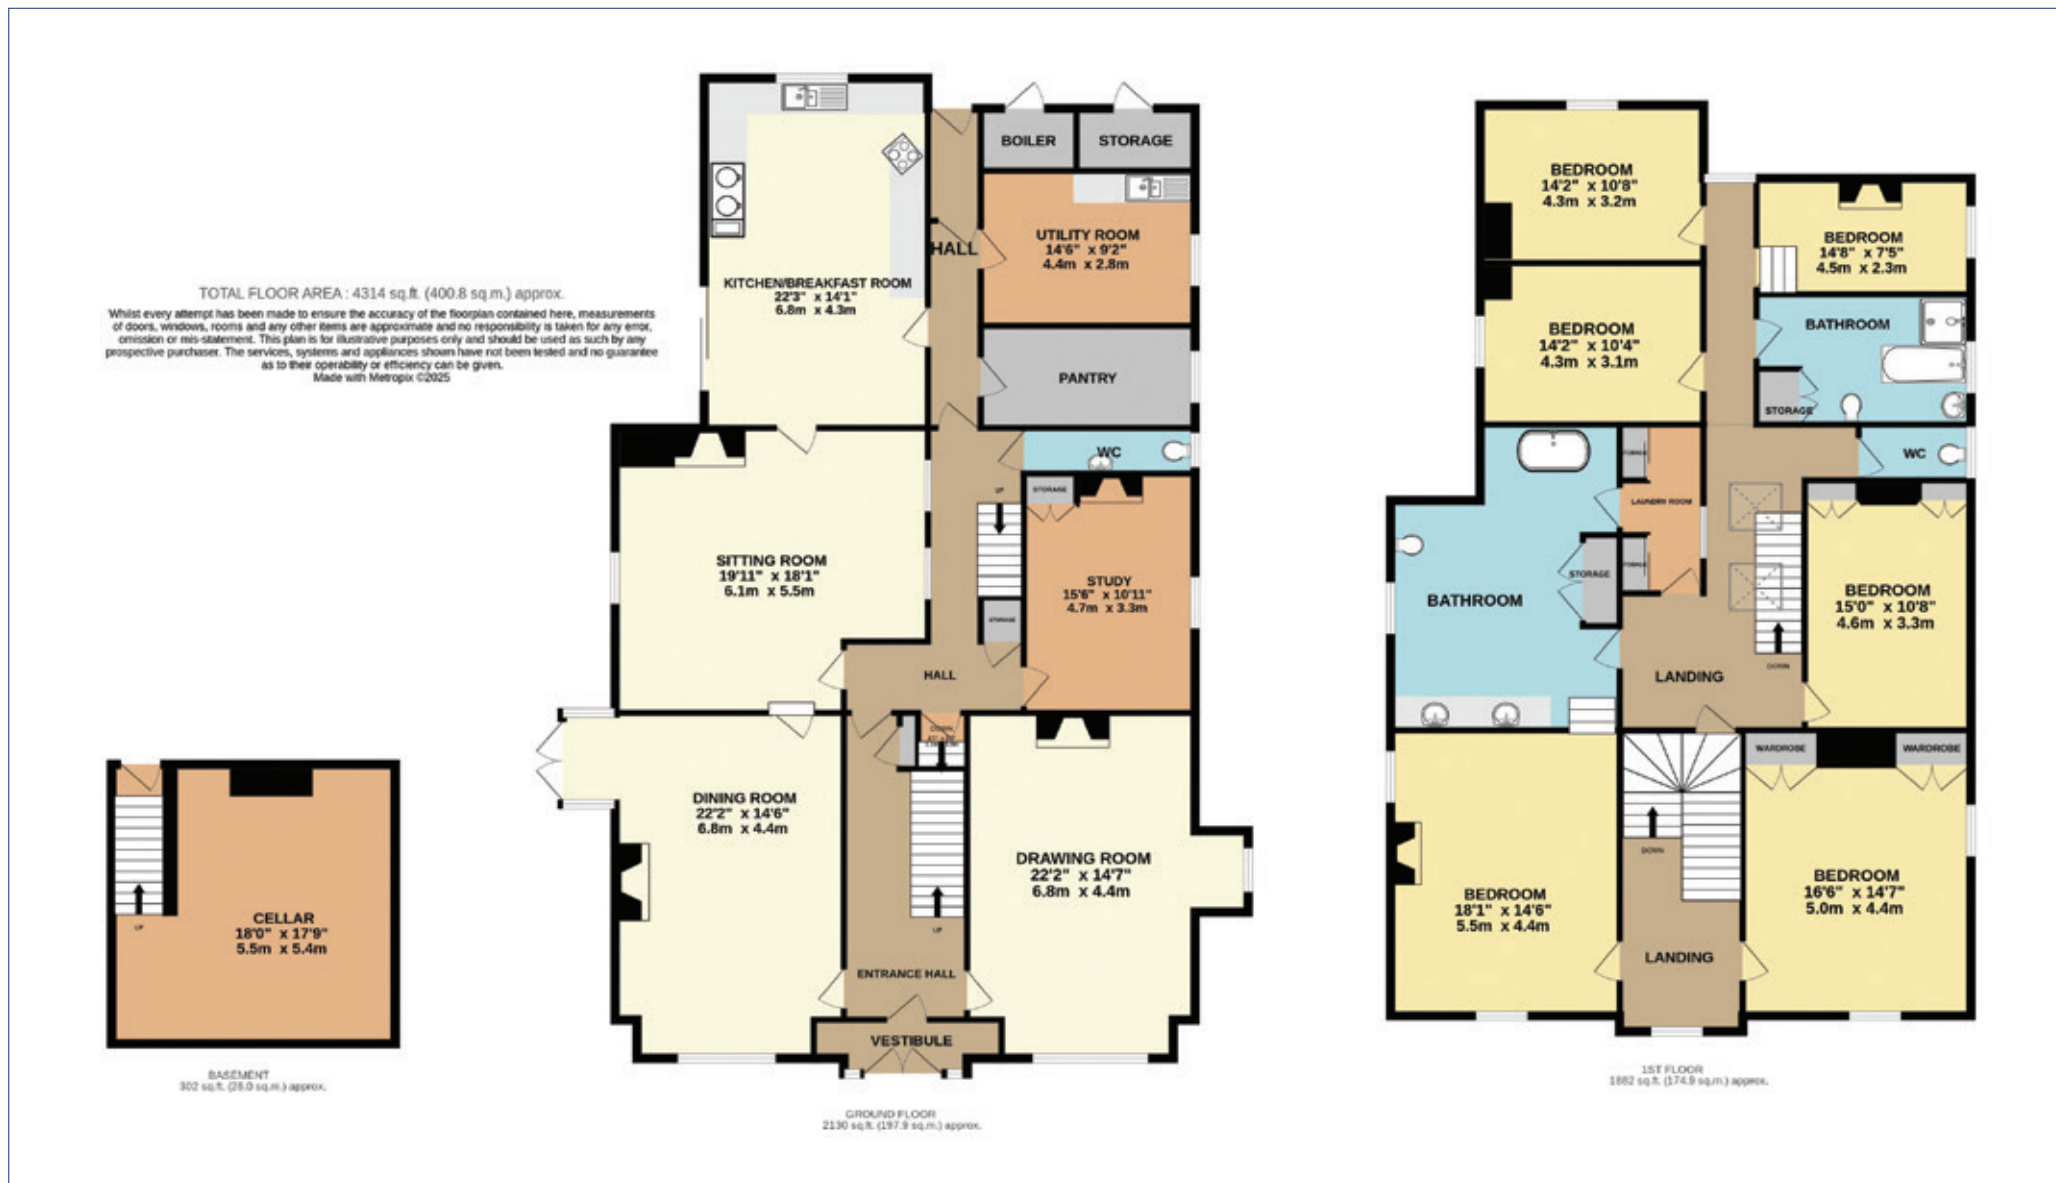 TOTAL FLOOR AREA : 4314 sq.ft. (400.8 sq.m.) approx.
Whilst every attempt has been made to ensure the accuracy of the floorplan contained here, measurements
of doors, windows, rooms and any other items are approximate and no responsibility is taken for any error,
omission or mis-statement. This plan is for illustrative purposes only and should be used as such by any
prospective purchaser. The services, systems and appliances shown have not been tested and no guarantee
as to their operability or efficiency can be given.
Made with Metropix ©2025
UP
CELLAR
18'0" x 17'9"
5.5m x 5.4m
BASEMENT
302 sq.ft. (28.0 sq.m.) approx.
BOILER
STORAGE
UTILITY ROOM
14'6" x 9'2"
4.4m x 2.8m
HALL
KITCHEN/BREAKFAST ROOM
22'3" x 14'1"
6.8m x 4.3m
PANTRY
WC
UP
STORAGE
SITTING ROOM
19'11" x 18'1"
6.1m x 5.5m
STUDY
15'6" x 10'11"
4.7m x 3.3m
STORAGE
HALL
DOWN
DINING ROOM
22'2" x 14'6"
6.8m x 4.4m
DRAWING ROOM
22'2" x 14'7"
6.8m x 4.4m
UP
ENTRANCE HALL
VESTIBULE
GROUND FLOOR
2130 sq.ft. (197.9 sq.m.) approx.
BEDROOM
14'2" x 10'8"
4.3m x 3.2m
BEDROOM
14'8" x 7'5"
4.5m x 2.3m
BEDROOM
14'2" x 10'4"
4.3m x 3.1m
BATHROOM
STORAGE
WC
STORAGE
LAUNDRY ROOM
STORAGE
STORAGE
BATHROOM
BEDROOM
15'0" x 10'8"
4.6m x 3.3m
DOWN
LANDING
WARDROBE
WARDROBE
DOWN
BEDROOM
18'1" x 14'6"
5.5m x 4.4m
BEDROOM
16'6" x 14'7"
5.0m x 4.4m
LANDING
1ST FLOOR
1882 sq.ft. (174.9 sq.m.) approx.